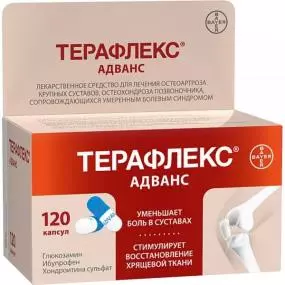 ТЕРАФЛЕКС®
АДВАНС
BAYER
ЛЕКАРСТВЕННОЕ СРЕДСТВО ДЛЯ ЛЕЧЕНИЯ ОСТЕОАРТРОЗА
КРУПНЫХ СУСТАВОВ, ОСТЕОХОНДРОЗА ПОЗВОНОЧНИКА,
СОПРОВОЖДАЮЩИХСЯ УМЕРЕННЫМ БОЛЕВЫМ СИНДРОМОМ
ТЕРАФЛЕКС®
АДВАНС
BAYER
120
капсул
УМЕНЬШАЕТ
БОЛЬ В СУСТАВАХ
СТИМУЛИРУЕТ
ВОССТАНОВЛЕНИЕ
ХРЯЩЕВОЙ ТКАНИ
Глюкозамин
Ибупрофен
Хондроитина сульфат
120